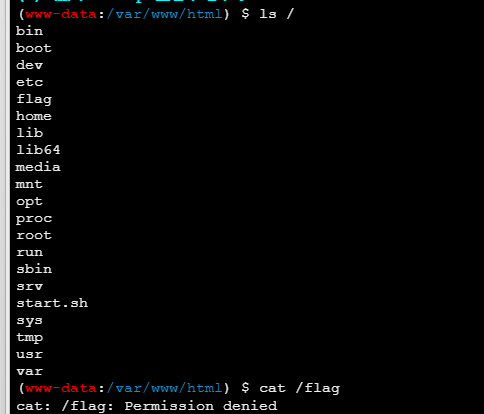 (www-data:/var/www/html) $ ls /
bin
boot
dev
etc
flag
home
lib
lib64
media
mnt
opt
proc
root
run
sbin
srv
start.sh
sys
tmp
usr
var
(www-data:/var/www/html) $ cat /flag
cat: /flag: Permission denied